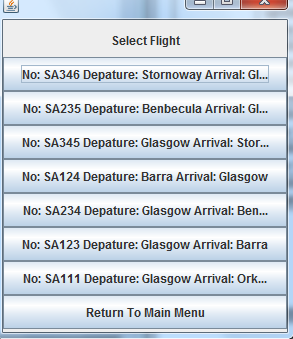 Select Flight
No: SA346 Depature: Stornoway Arrival: Gl...
No: SA235 Depature: Benbecula Arrival: Gl...
No: SA345 Depature: Glasgow Arrival: Stor...
No: SA124 Depature: Barra Arrival: Glasgow
No: SA234 Depature: Glasgow Arrival: Ben...
No: SA123 Depature: Glasgow Arrival: Barra
No: SA111 Depature: Glasgow Arrival: Ork...
Return To Main Menu